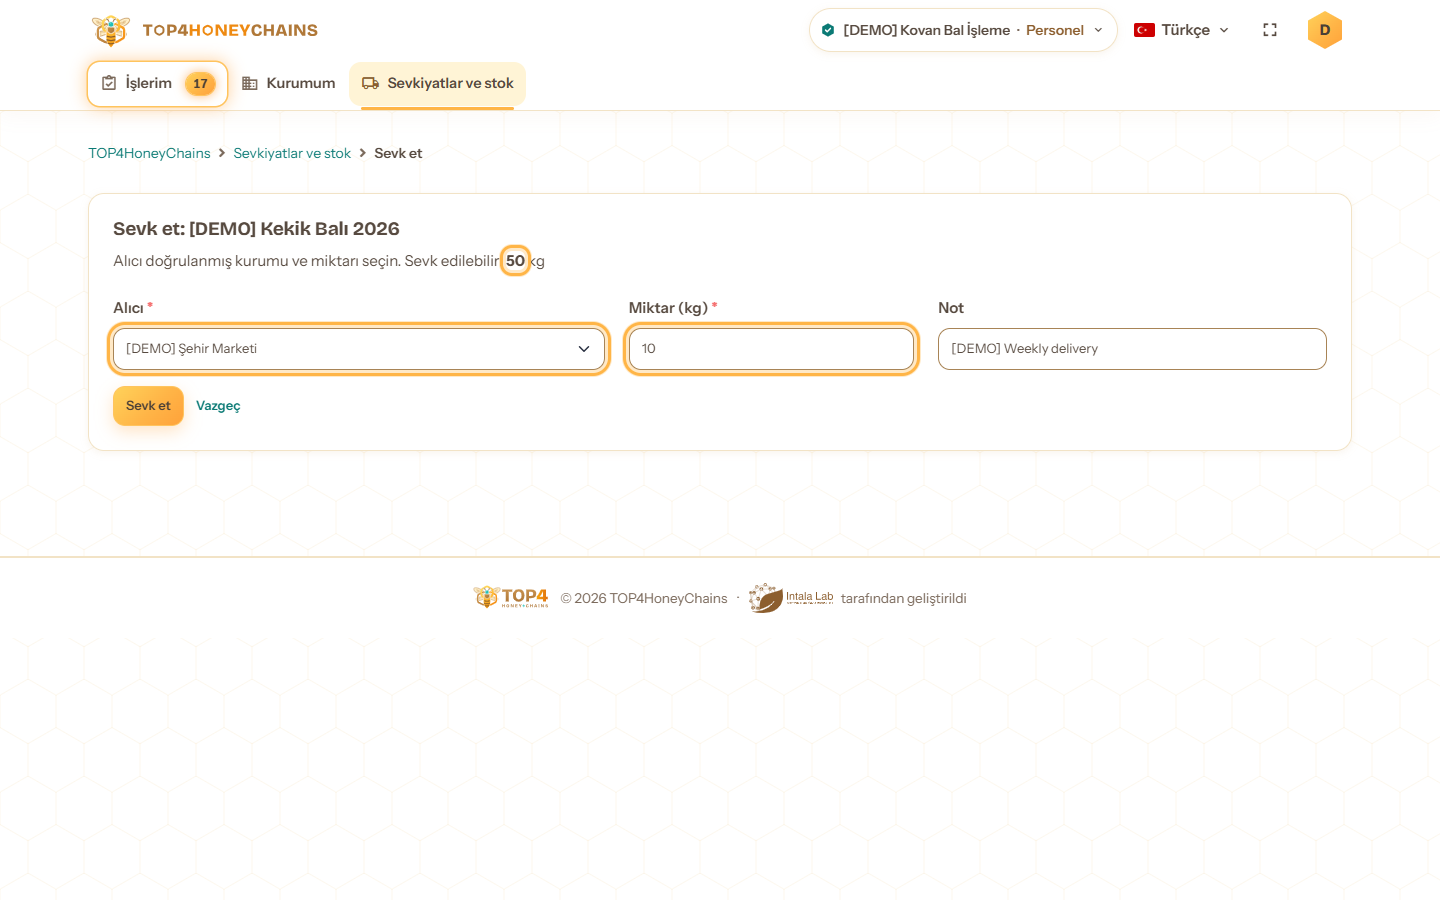 TOP4HONEYCHAINS
[DEMO] Kovan Bal İşleme · Personel
Türkçe
D
İşlerim 17
Kurumum
Sevkiyatlar ve stok
TOP4HoneyChains > Sevkiyatlar ve stok > Sevk et
Sevk et: [DEMO] Kekik Balı 2026
Alıcı doğrulanmış kurumu ve miktarı seçin. Sevk edilebilir 50 kg
Alıcı *
Miktar (kg) *
Not
[DEMO] Şehir Marketi
10
[DEMO] Weekly delivery
Sevk et
Vazgeç
TOP4
HONEYCHAINS
© 2026 TOP4HoneyChains ·
Intala Lab
tarafından geliştirildi